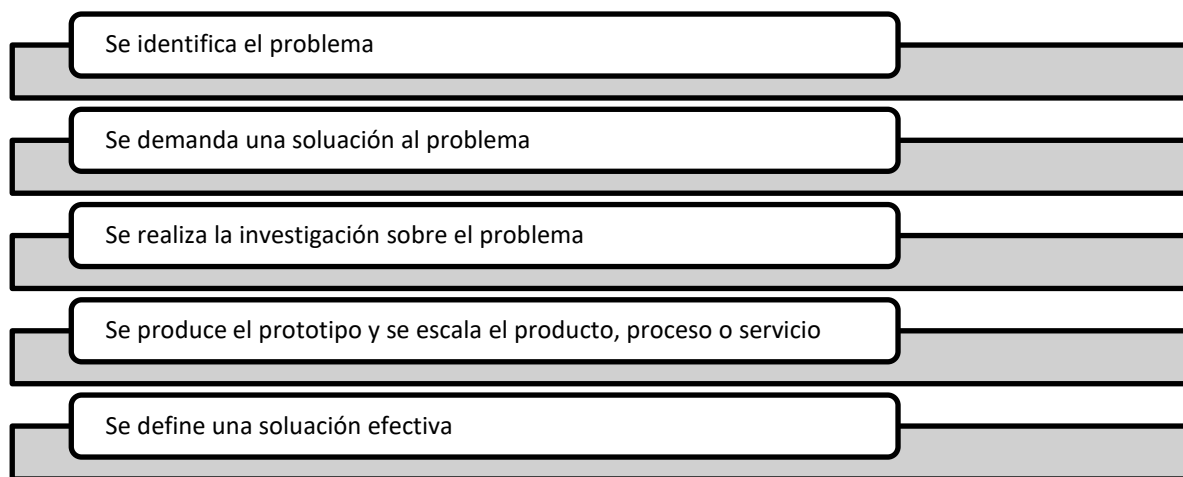 Se identifica el problema
Se demanda una soluación al problema
Se realiza la investigación sobre el problema
Se produce el prototipo y se escala el producto, proceso o servicio
Se define una soluación efectiva